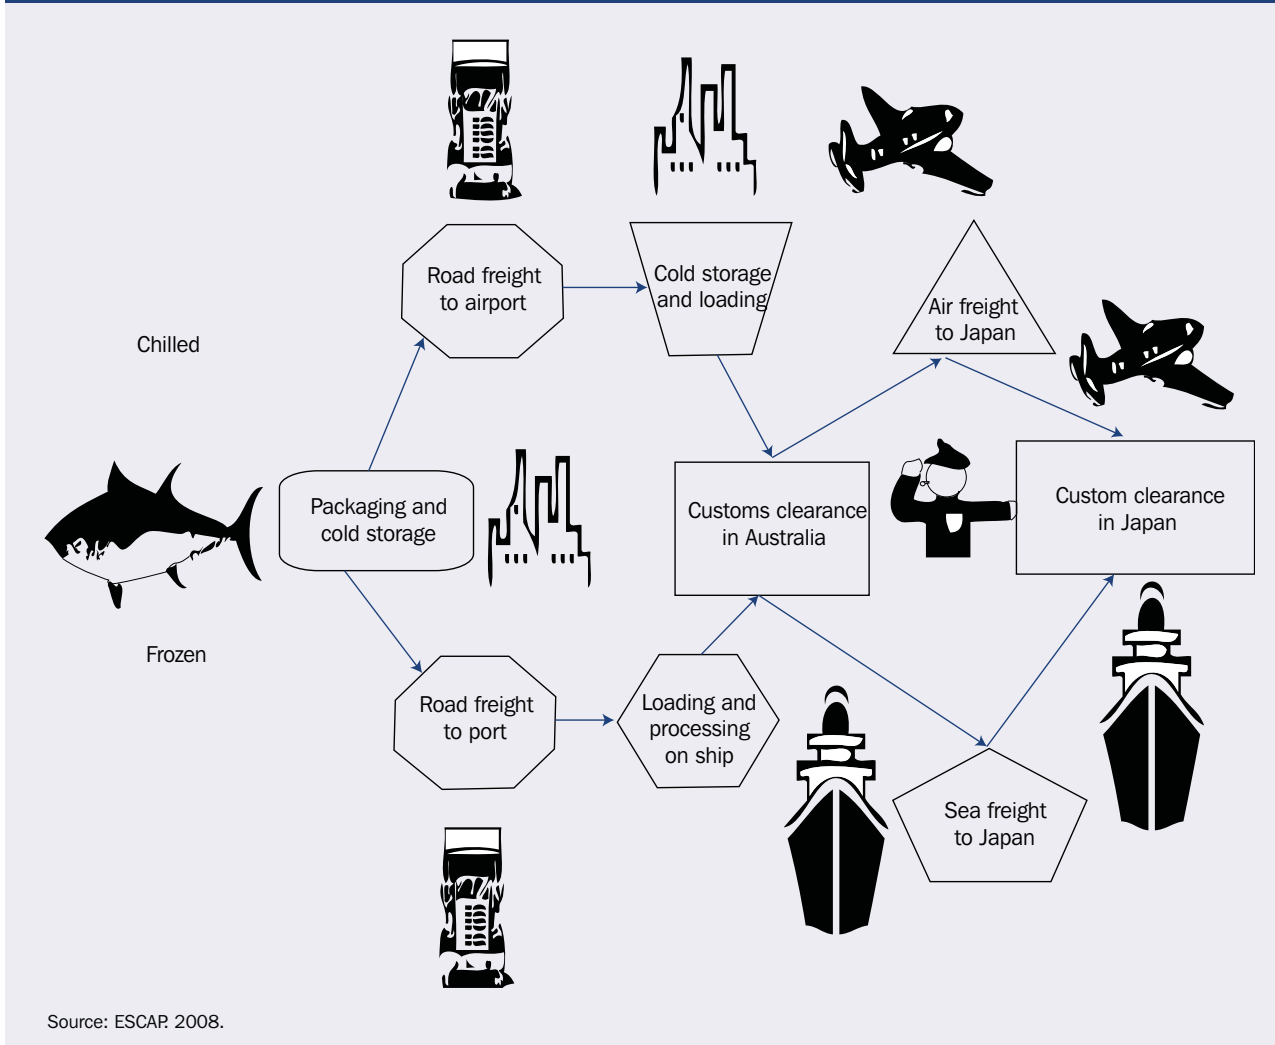 Road freight
to airport
Cold storage
and loading
Air freight
to Japan
Chilled
Packaging and
cold storage
Customs clearance
in Australia
Custom clearance
in Japan
Frozen
Road freight
to port
Loading and
processing
on ship
Sea freight
to Japan
Source: ESCAP. 2008.